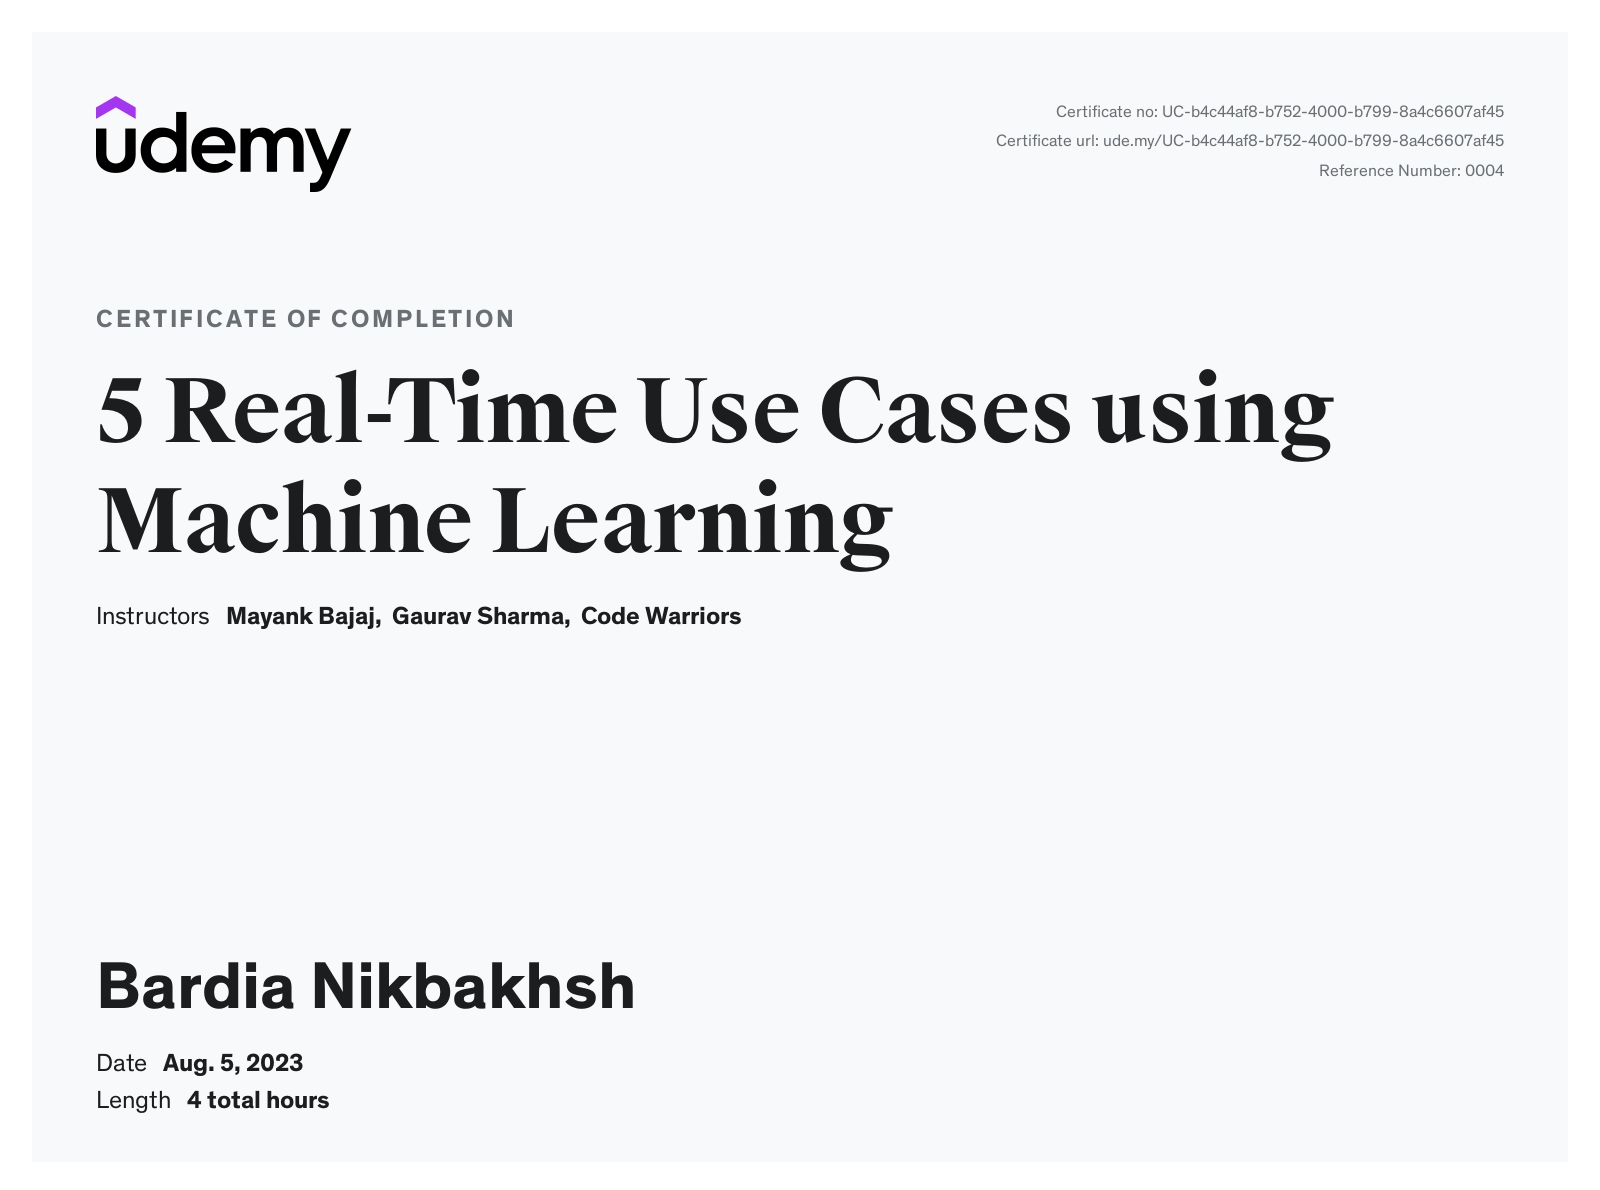 udemy
Certificate no: UC-b4c44af8-b752-4000-b799-8a4c6607af45
Certificate url: ude.my/UC-b4c44af8-b752-4000-b799-8a4c6607af45
Reference Number: 0004
CERTIFICATE OF COMPLETION
5 Real-Time Use Cases using
Machine Learning
Instructors Mayank Bajaj, Gaurav Sharma, Code Warriors
Bardia Nikbakhsh
Date Aug. 5, 2023
Length 4 total hours